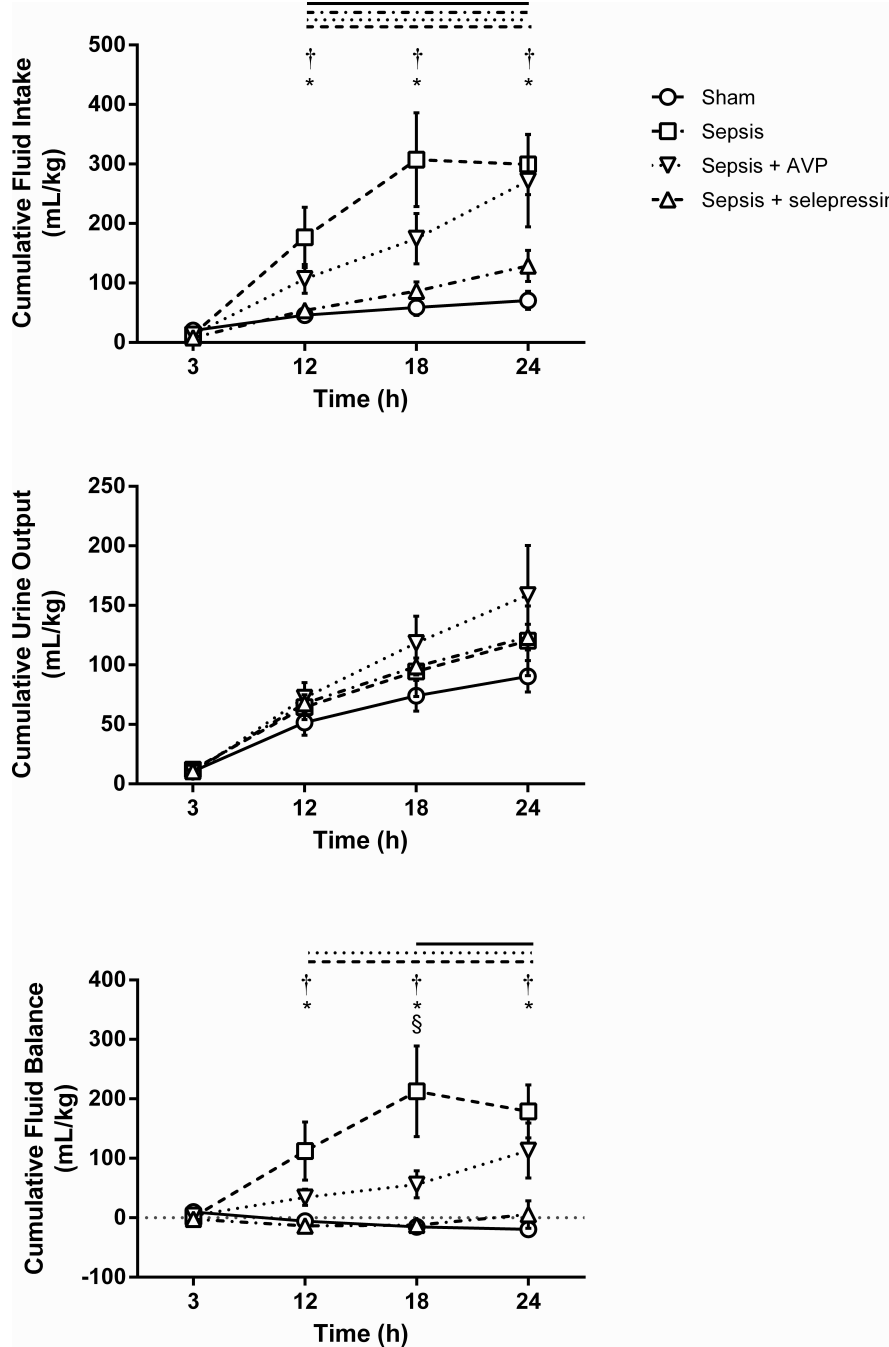 † † †
500
* * *
400
300
200
100
0
Cumulative Fluid Intake
(mL/kg)
3 12 18 24
Time (h)
Sham
Sepsis
Sepsis + AVP
Sepsis + selepressin
250
200
150
100
50
0
Cumulative Urine Output
(mL/kg)
3 12 18 24
Time (h)
400
† † †
* * *
§
300
200
100
0
-100
Cumulative Fluid Balance
(mL/kg)
3 12 18 24
Time (h)